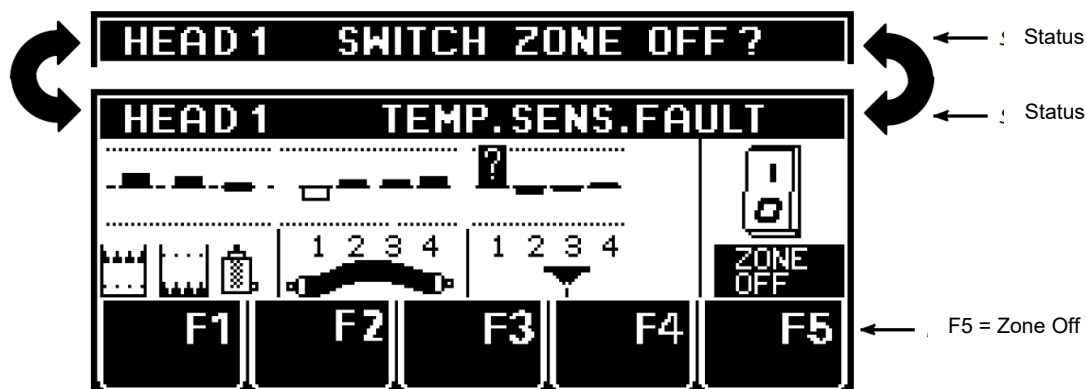 HEAD 1 SWITCH ZONE OFF?
Status
HEAD 1 TEMP.SENS.FAULT
Status
?
I
O
1 2 3 4
1 2 3 4
ZONE
OFF
F1 F2 F3 F4 F5
F5 = Zone Off